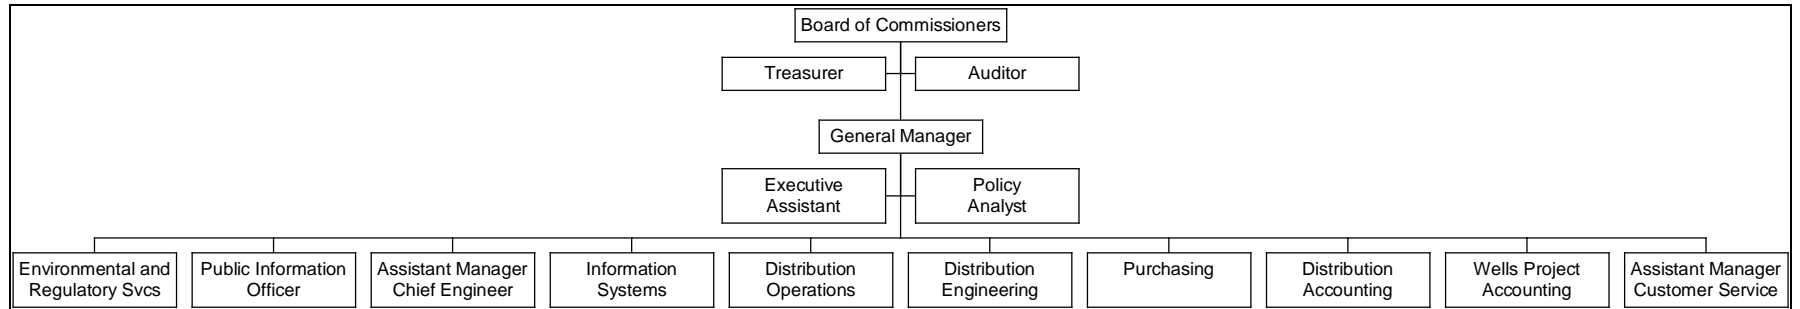 Board of Commissioners
Treasurer
Auditor
General Manager
Executive
Assistant
Policy
Analyst
Environmental and
Regulatory Svcs
Public Information
Officer
Assistant Manager
Chief Engineer
Information
Systems
Distribution
Operations
Distribution
Engineering
Purchasing
Distribution
Accounting
Wells Project
Accounting
Assistant Manager
Customer Service